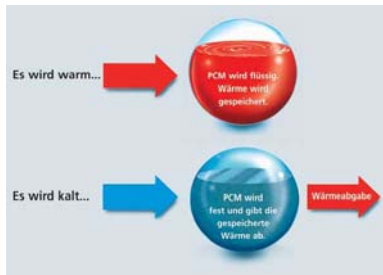 Es wird warm...
PCM wird flüssig.
Wärme wird
gespeichert.
Es wird kalt...
PCM wird
fest und gibt die
gespeicherte
Wärme ab.
Wärmeabgabe